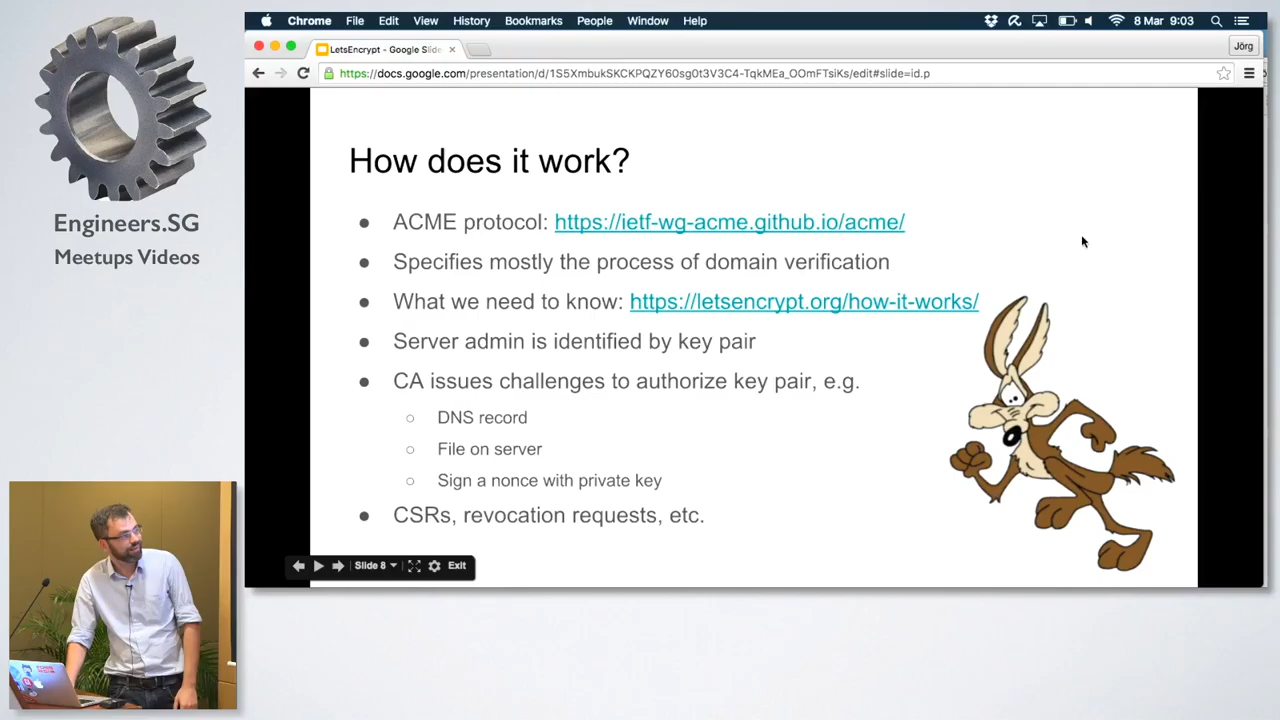 Chrome File Edit View History Bookmarks People Window Help 8 Mar 9:03
LetsEncrypt - Google Slide
Jörg
https://docs.google.com/presentation/d/1S5XmbukSKCKPQZY60sg0t3V3C4-TqkMEa_OOmFTsiKs/edit#slide=id.p
Engineers.SG
Meetups Videos
How does it work?
● ACME protocol: https://ietf-wg-acme.github.io/acme/
● Specifies mostly the process of domain verification
● What we need to know: https://letsencrypt.org/how-it-works/
● Server admin is identified by key pair
● CA issues challenges to authorize key pair, e.g.
○ DNS record
○ File on server
○ Sign a nonce with private key
● CSRs, revocation requests, etc.
Slide 8 Exit